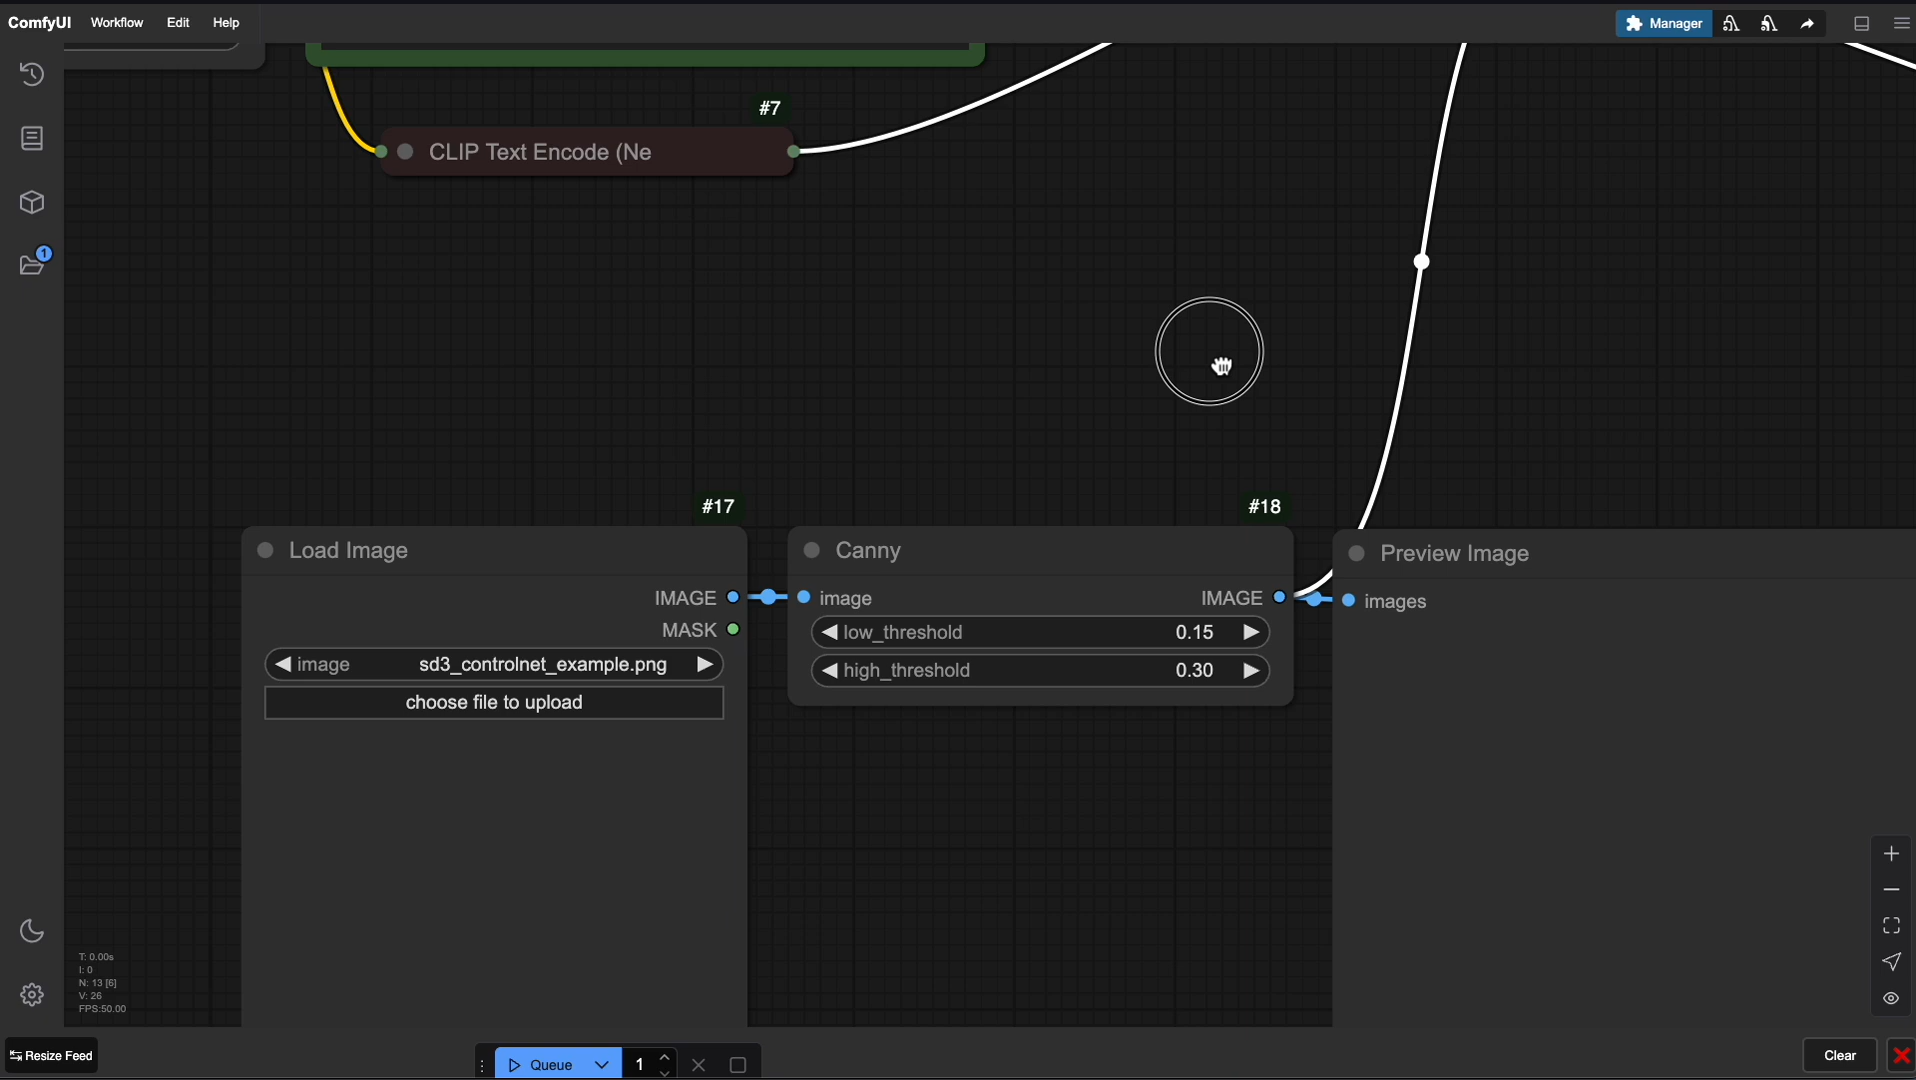 ComfyUI Workflow Edit Help Manager
1
#7
CLIP Text Encode (Ne
#17
#18
Load Image
Canny
Preview Image
IMAGE
image
IMAGE
images
MASK
low_threshold 0.15
image sd3_controlnet_example.png
high_threshold 0.30
choose file to upload
T: 0.00s
I: 0
N: 13 [6]
V: 26
FPS:50.00
Resize Feed
Queue
1
Clear